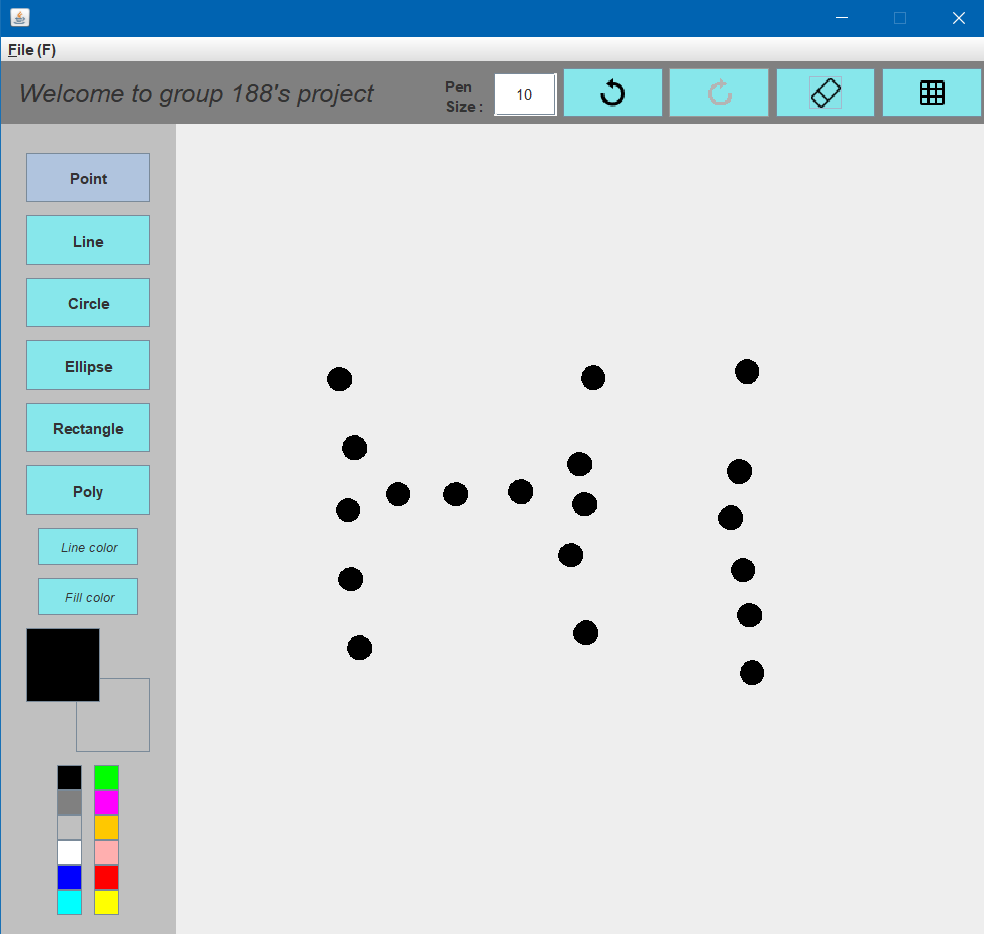 File (F)
Welcome to group 188's project
Pen
Size :
10
Point
Line
Circle
Ellipse
Rectangle
Poly
Line color
Fill color
HI